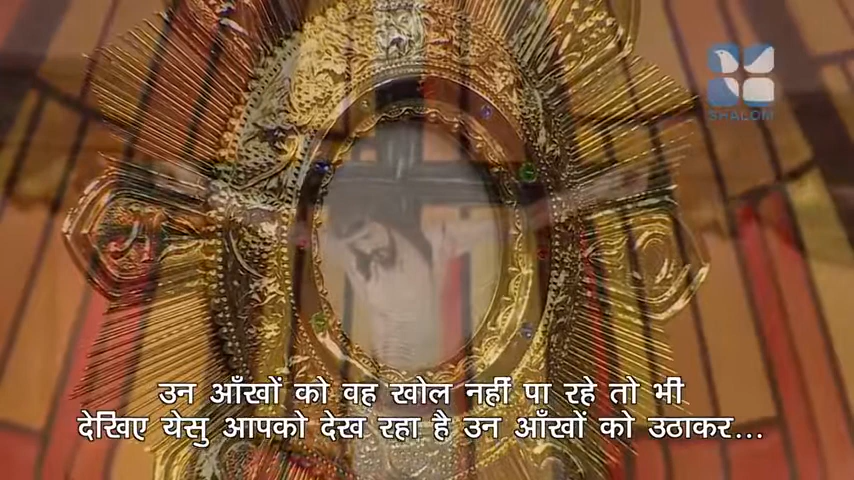 SHALOM
उन आँखों को वह खोल नहीं पा रहे तो भी
देखिए येसु आपको देख रहा है उन आँखों को उठाकर...